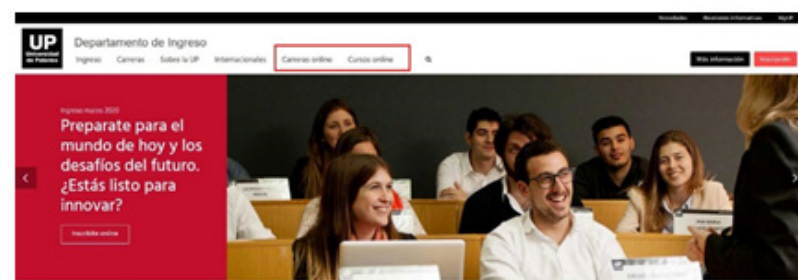 Novedades Reuniones informativas MyUP
UP
Universidad
de Palermo
Departamento de Ingreso
Ingreso Carreras Sobre la UP Internacionales Carreras online Cursos online
Más información Inscripción
Ingreso marzo 2020
Preparate para el
mundo de hoy y los
desafíos del futuro.
¿Estás listo para
innovar?
Inscribite online